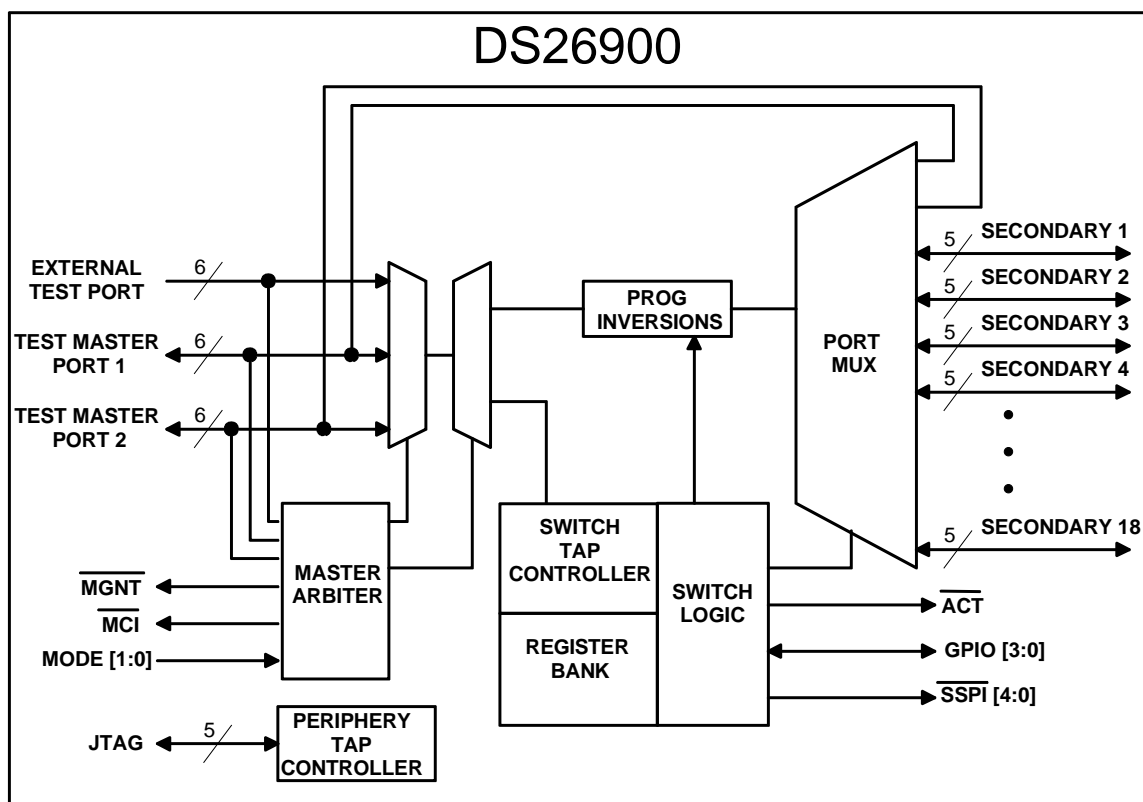 DS26900
EXTERNAL
TEST PORT
6
TEST MASTER
PORT 1
6
TEST MASTER
PORT 2
6
PROG
INVERSIONS
PORT
MUX
5
SECONDARY 1
5
SECONDARY 2
5
SECONDARY 3
5
SECONDARY 4
5
SECONDARY 18
MASTER
ARBITER
MGNT
MCI
MODE [1:0]
SWITCH
TAP
CONTROLLER
REGISTER
BANK
SWITCH
LOGIC
ACT
GPIO [3:0]
SSPI [4:0]
JTAG
5
PERIPHERY
TAP
CONTROLLER